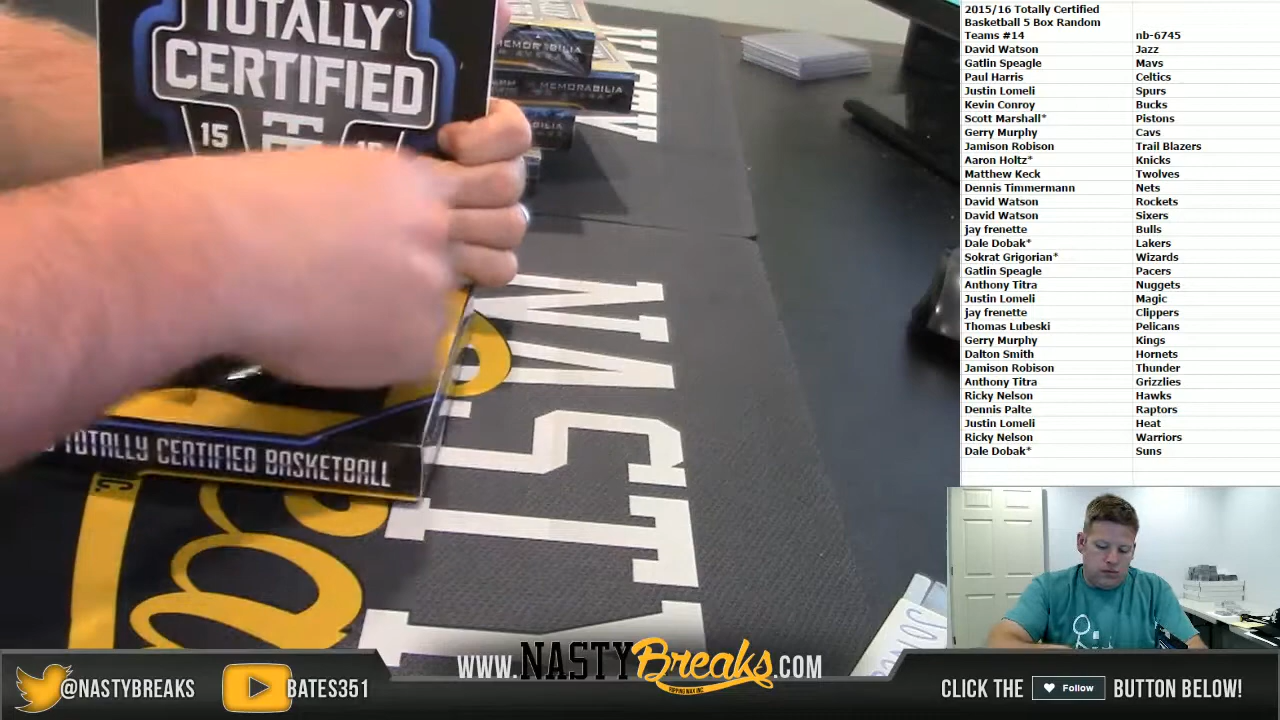 TOTALLY
CERTIFIED
15
TOTALLY CERTIFIED BASKETBALL
MEMORABILIA
MEMORABILIA
NASTY
2015/16 Totally Certified
Basketball 5 Box Random
Teams #14 nb-6745
David Watson Jazz
Gatlin Speagle Mavs
Paul Harris Celtics
Justin Lomeli Spurs
Kevin Conroy Bucks
Scott Marshall* Pistons
Gerry Murphy Cavs
Jamison Robison Trail Blazers
Aaron Holtz* Knicks
Matthew Keck Twolves
Dennis Timmermann Nets
David Watson Rockets
David Watson Sixers
jay frenette Bulls
Dale Dobak* Lakers
Sokrat Grigorian* Wizards
Gatlin Speagle Pacers
Anthony Titra Nuggets
Justin Lomeli Magic
jay frenette Clippers
Thomas Lubeski Pelicans
Gerry Murphy Kings
Dalton Smith Hornets
Jamison Robison Thunder
Anthony Titra Grizzlies
Ricky Nelson Hawks
Dennis Palte Raptors
Justin Lomeli Heat
Ricky Nelson Warriors
Dale Dobak* Suns
@NASTYBREAKS
BATES351
WWW.NASTYBreaks.COM
RIPPING WAX INC.
CLICK THE Follow BUTTON BELOW!